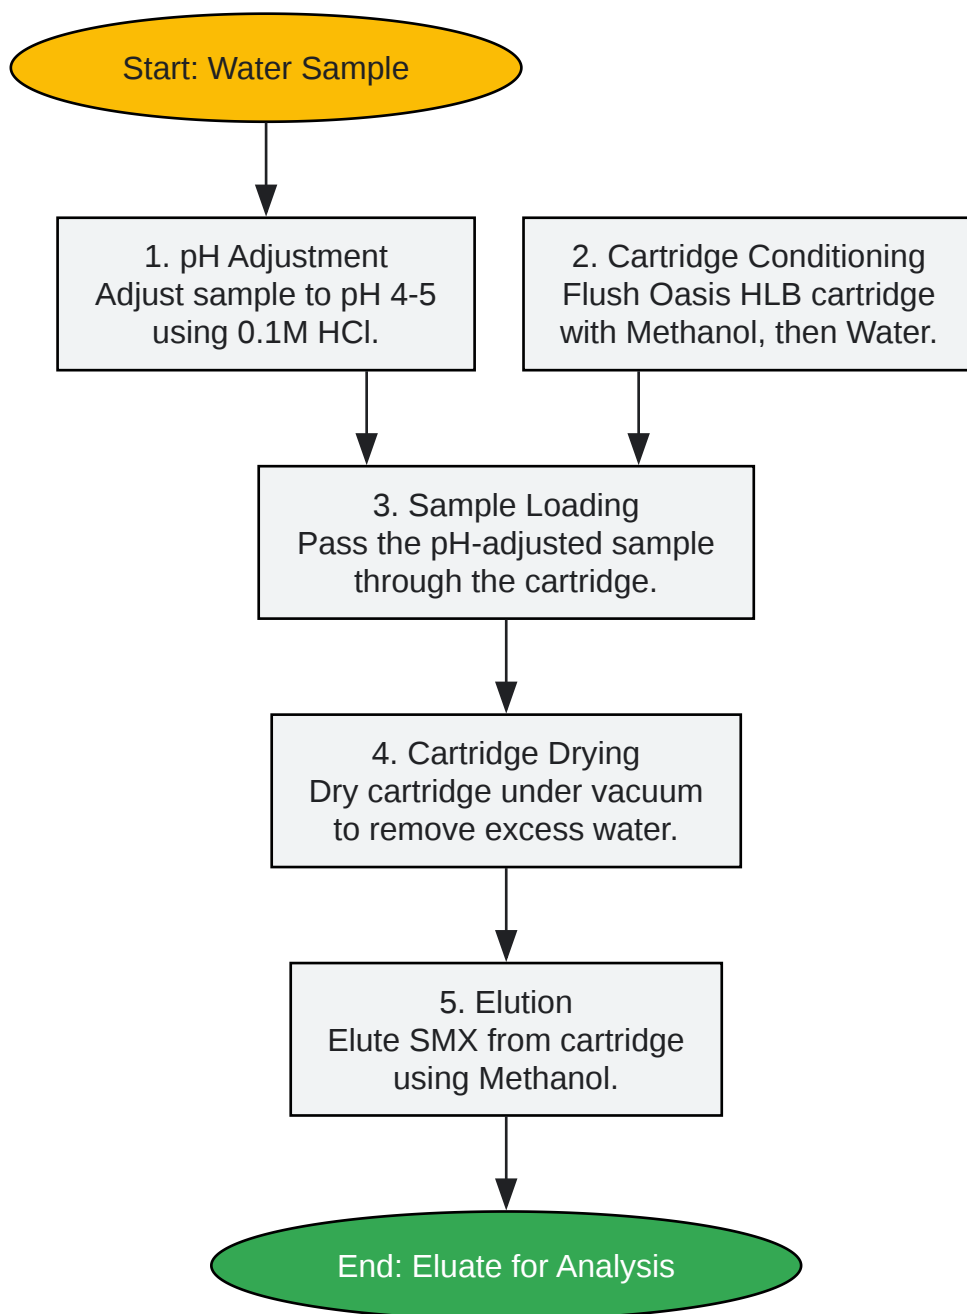 Start: Water Sample
1. pH Adjustment
Adjust sample to pH 4-5
using 0.1M HCl.
2. Cartridge Conditioning
Flush Oasis HLB cartridge
with Methanol, then Water.
3. Sample Loading
Pass the pH-adjusted sample
through the cartridge.
4. Cartridge Drying
Dry cartridge under vacuum
to remove excess water.
5. Elution
Elute SMX from cartridge
using Methanol.
End: Eluate for Analysis